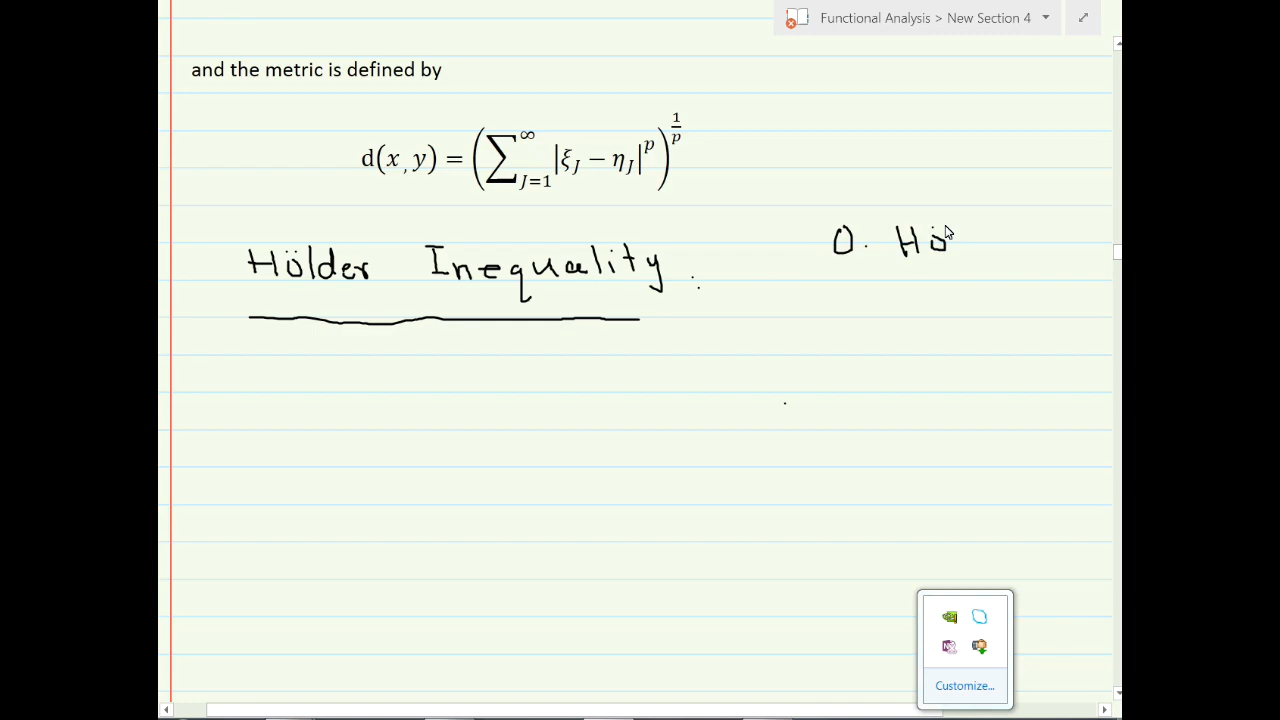 Functional Analysis > New Section 4
and the metric is defined by
d(x, y) = (∑_{J=1}^{∞} |ξ_J − η_J|^p)^{1/p}
Hölder Inequality :
O. Hö
Customize...